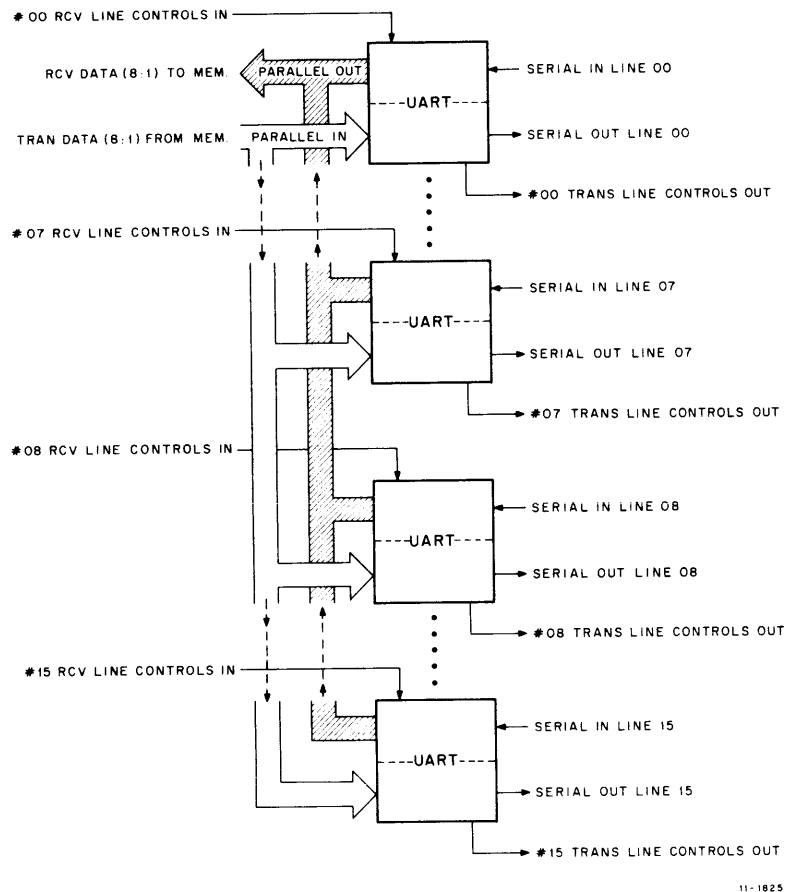 #00 RCV LINE CONTROLS IN
RCV DATA (8:1) TO MEM.
PARALLEL OUT
SERIAL IN LINE 00
UART
TRAN DATA (8:1) FROM MEM.
PARALLEL IN
SERIAL OUT LINE 00
#00 TRANS LINE CONTROLS OUT
#07 RCV LINE CONTROLS IN
SERIAL IN LINE 07
UART
SERIAL OUT LINE 07
#07 TRANS LINE CONTROLS OUT
#08 RCV LINE CONTROLS IN
SERIAL IN LINE 08
UART
SERIAL OUT LINE 08
#08 TRANS LINE CONTROLS OUT
#15 RCV LINE CONTROLS IN
SERIAL IN LINE 15
UART
SERIAL OUT LINE 15
#15 TRANS LINE CONTROLS OUT
11-1825